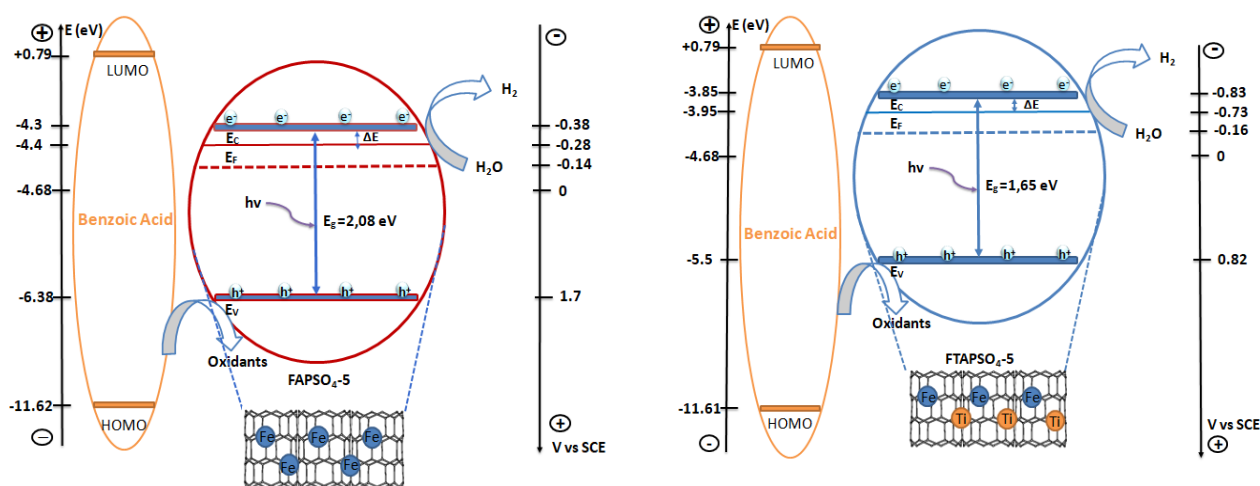 ⊕
E (eV)
+0.79
LUMO
-4.3
-4.4
-4.68
Benzoic Acid
-6.38
-11.62
HOMO
⊖
e⁻ e⁻ e⁻ e⁻
E_C
ΔE
E_F
hν
E_g=2,08 eV
h⁺ h⁺ h⁺ h⁺
E_V
Oxidants
FAPSO₄-5
Fe Fe Fe
Fe Fe
H₂
H₂O
⊖
-0.38
-0.28
-0.14
0
1.7
⊕
V vs SCE
⊕
E (eV)
+0.79
LUMO
-3.85
-3.95
-4.68
Benzoic Acid
-5.5
-11.61
HOMO
⊖
e⁻ e⁻ e⁻ e⁻
E_C
ΔE
E_F
hν
E_g=1,65 eV
h⁺ h⁺ h⁺ h⁺
E_V
Oxidants
FTAPSO₄-5
Fe Fe Fe
Ti Ti Ti
H₂
H₂O
⊖
-0.83
-0.73
-0.16
0
0.82
V vs SCE
⊕